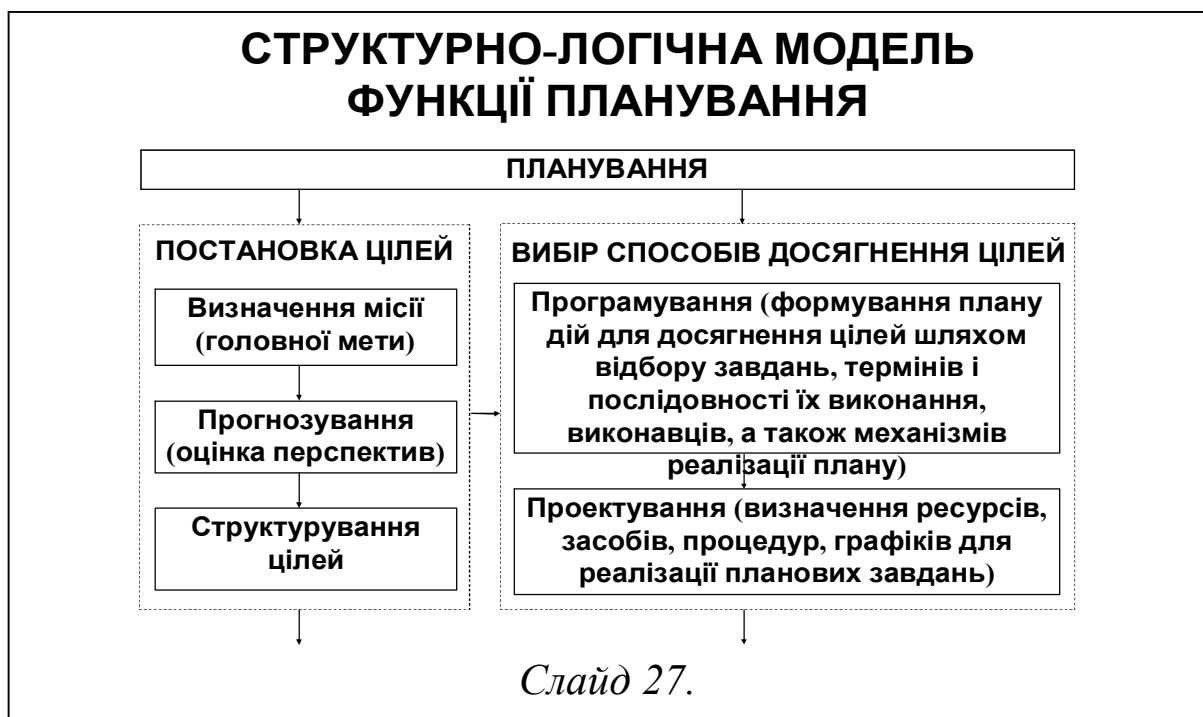 СТРУКТУРНО-ЛОГІЧНА МОДЕЛЬ
ФУНКЦІЇ ПЛАНУВАННЯ
ПЛАНУВАННЯ
ПОСТАНОВКА ЦІЛЕЙ
Визначення місії
(головної мети)
Прогнозування
(оцінка перспектив)
Структурування
цілей
ВИБІР СПОСОБІВ ДОСЯГНЕННЯ ЦІЛЕЙ
Програмування (формування плану
дій для досягнення цілей шляхом
відбору завдань, термінів і
послідовності їх виконання,
виконавців, а також механізмів
реалізації плану)
Проектування (визначення ресурсів,
засобів, процедур, графіків для
реалізації планових завдань)
Слайд 27.